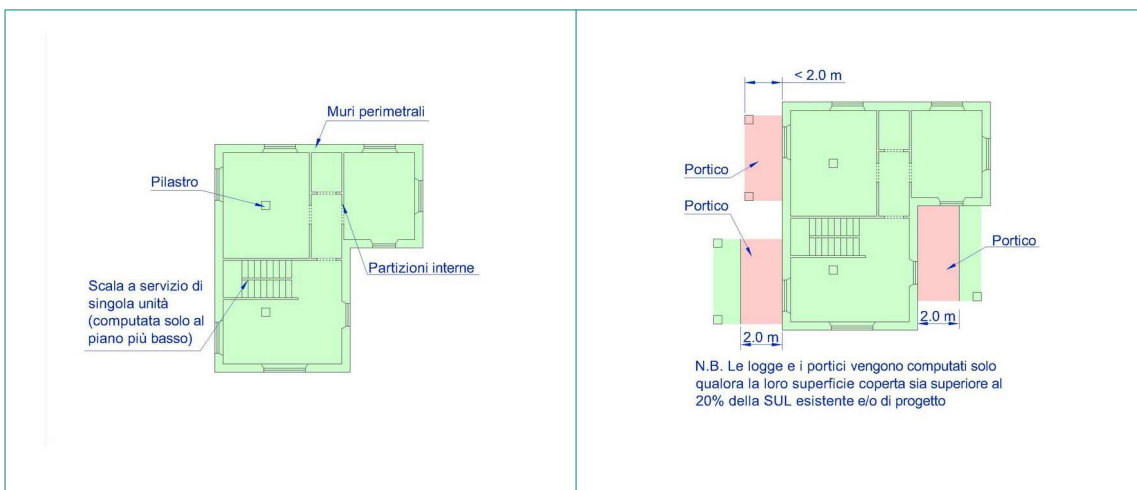 Muri perimetrali
Pilastro
Partizioni interne
Scala a servizio di
singola unità
(computata solo al
piano più basso)
< 2.0 m
Portico
Portico
Portico
2.0 m
2.0 m
N.B. Le logge e i portici vengono computati solo
qualora la loro superficie coperta sia superiore al
20% della SUL esistente e/o di progetto